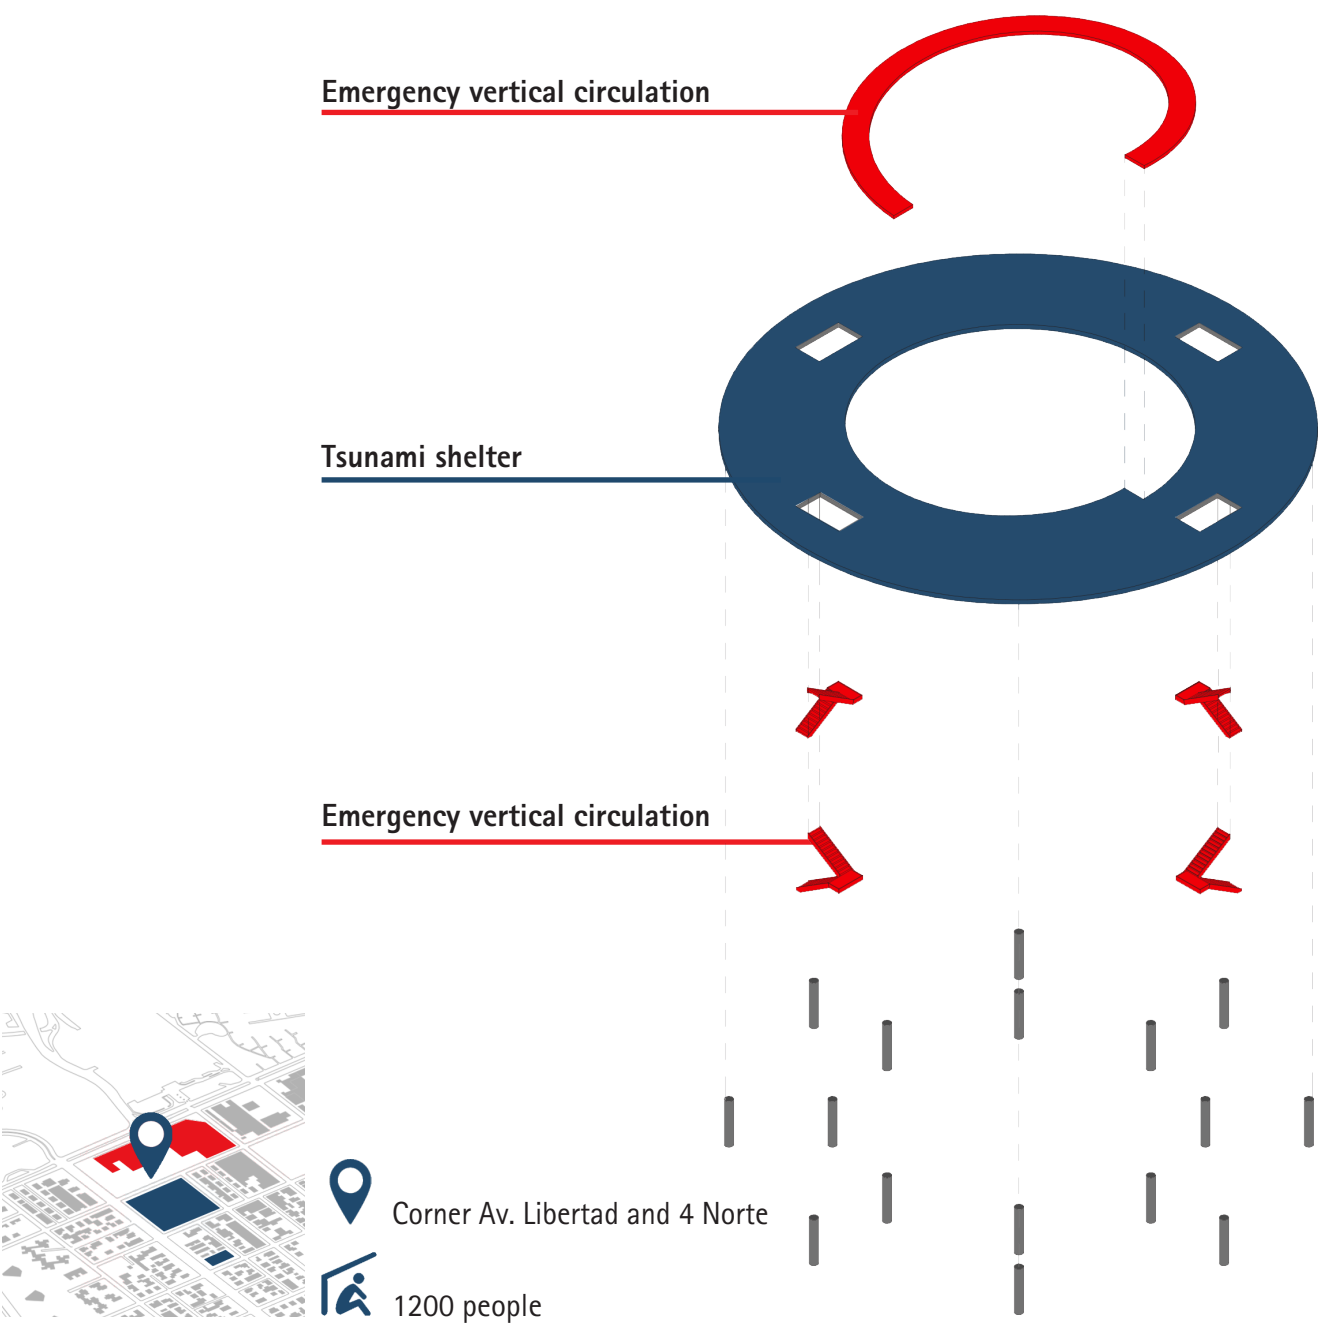 Emergency vertical circulation
Tsunami shelter
Emergency vertical circulation
Corner Av. Libertad and 4 Norte
1200 people